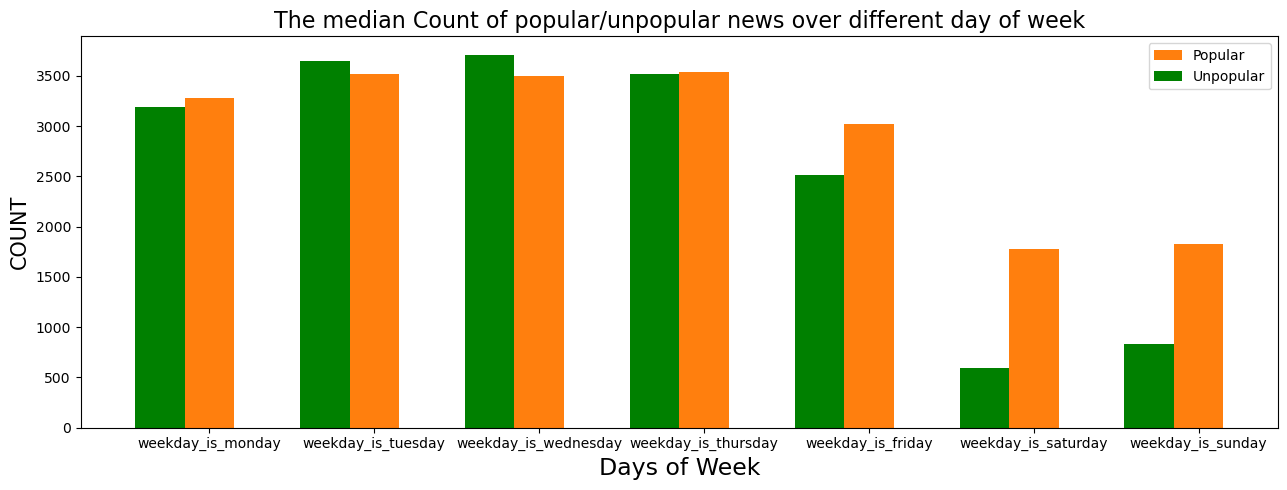 The median Count of popular/unpopular news over different day of week
Popular
Unpopular
COUNT
3500
3000
2500
2000
1500
1000
500
0
weekday_is_monday weekday_is_tuesday weekday_is_wednesday weekday_is_thursday weekday_is_friday weekday_is_saturday weekday_is_sunday
Days of Week